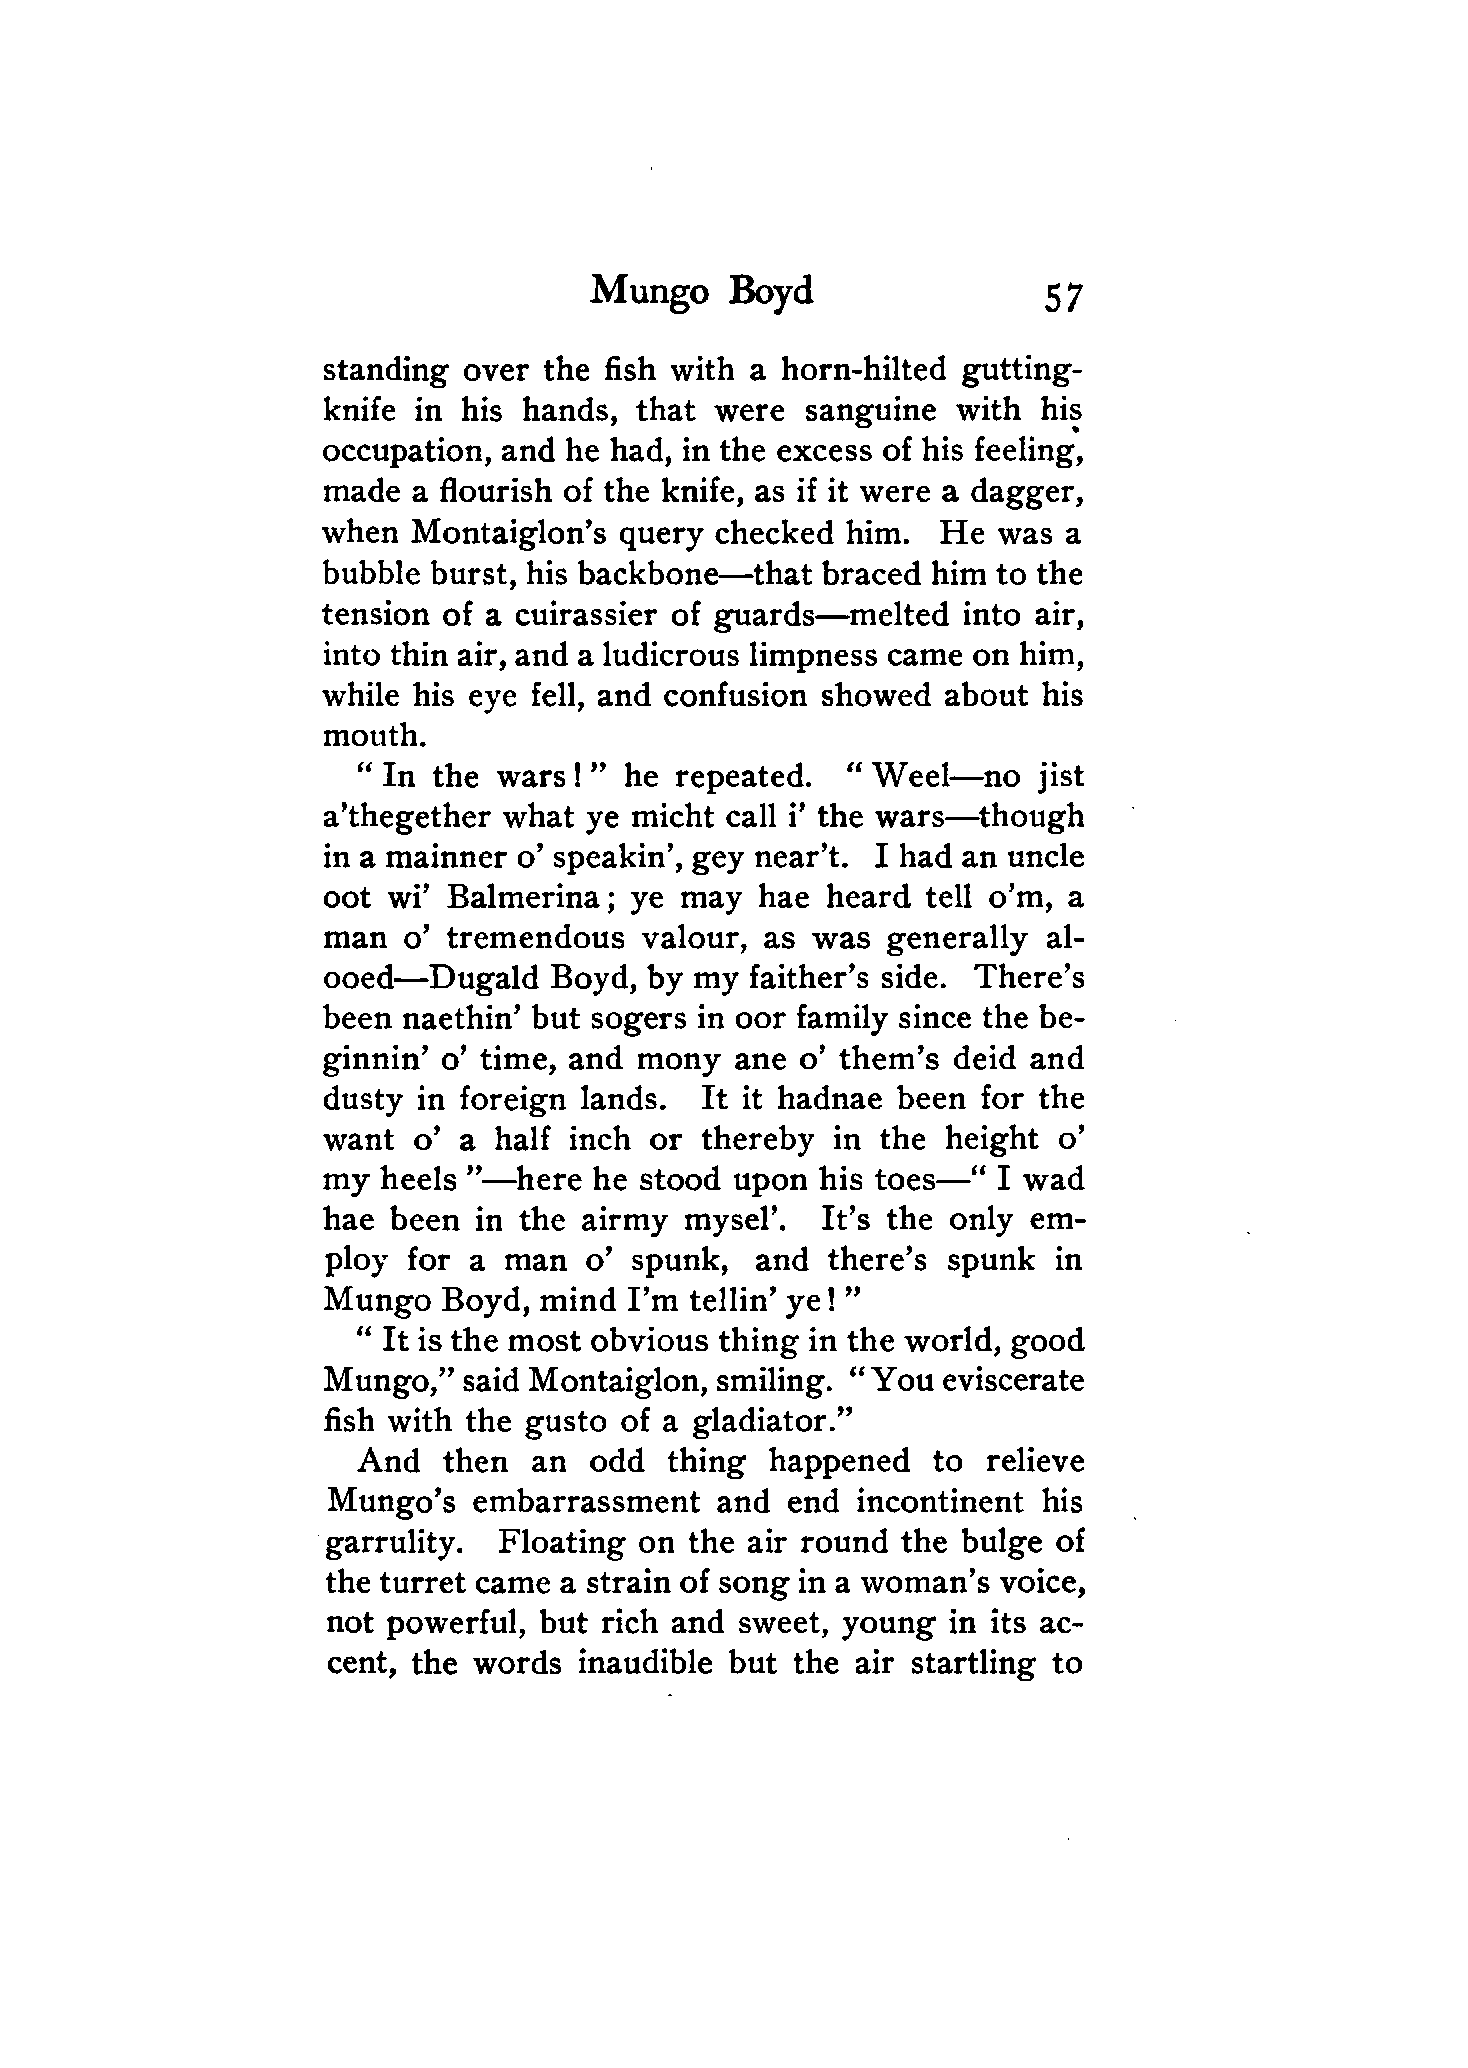 Mungo Boyd 57
standing over the fish with a horn-hilted gutting-
knife in his hands, that were sanguine with his
occupation, and he had, in the excess of his feeling,
made a flourish of the knife, as if it were a dagger,
when Montaiglon's query checked him. He was a
bubble burst, his backbone—that braced him to the
tension of a cuirassier of guards—melted into air,
into thin air, and a ludicrous limpness came on him,
while his eye fell, and confusion showed about his
mouth.
"In the wars!" he repeated. "Weel—no jist
a'thegether what ye micht call i' the wars—though
in a mainner o' speakin', gey near't. I had an uncle
oot wi' Balmerina; ye may hae heard tell o'm, a
man o' tremendous valour, as was generally al-
ooed—Dugald Boyd, by my faither's side. There's
been naethin' but sogers in oor family since the be-
ginnin' o' time, and mony ane o' them's deid and
dusty in foreign lands. It it hadnae been for the
want o' a half inch or thereby in the height o'
my heels"—here he stood upon his toes—"I wad
hae been in the airmy mysel'. It's the only em-
ploy for a man o' spunk, and there's spunk in
Mungo Boyd, mind I'm tellin' ye!"
"It is the most obvious thing in the world, good
Mungo," said Montaiglon, smiling. "You eviscerate
fish with the gusto of a gladiator."
And then an odd thing happened to relieve
Mungo's embarrassment and end incontinent his
garrulity. Floating on the air round the bulge of
the turret came a strain of song in a woman's voice,
not powerful, but rich and sweet, young in its ac-
cent, the words inaudible but the air startling to